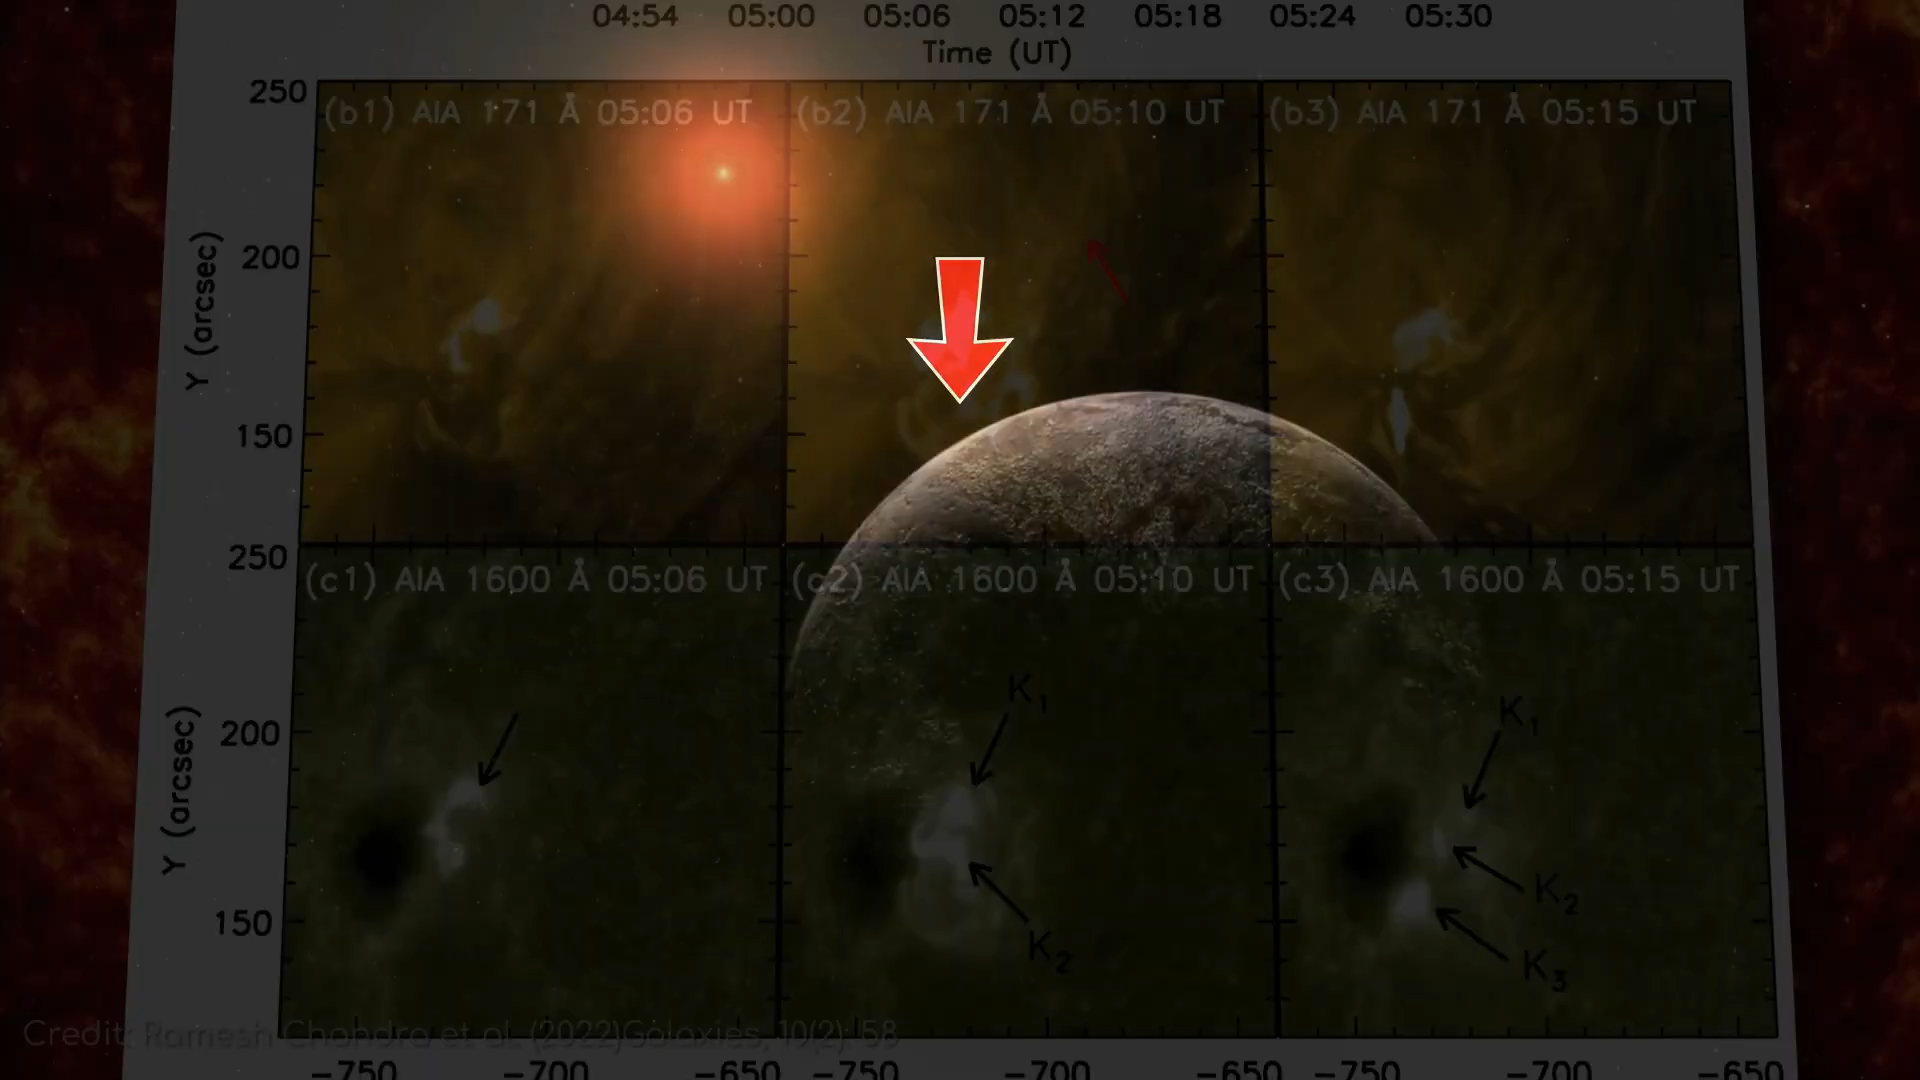 04:54 05:00 05:06 05:12 05:18 05:24 05:30
Time (UT)
250
(b1) AIA 171 Å 05:06 UT
(b2) AIA 171 Å 05:10 UT
(b3) AIA 171 Å 05:15 UT
200
Y (arcsec)
150
250
(c1) AIA 1600 Å 05:06 UT
(c2) AIA 1600 Å 05:10 UT
(c3) AIA 1600 Å 05:15 UT
K1
K1
200
Y (arcsec)
K2
150
K2
K3
Credit: Ramesh Chandra et al. (2022)Galaxies, 10(2): 58
-750 -700 -650 -750 -700 -650 -750 -700 -650